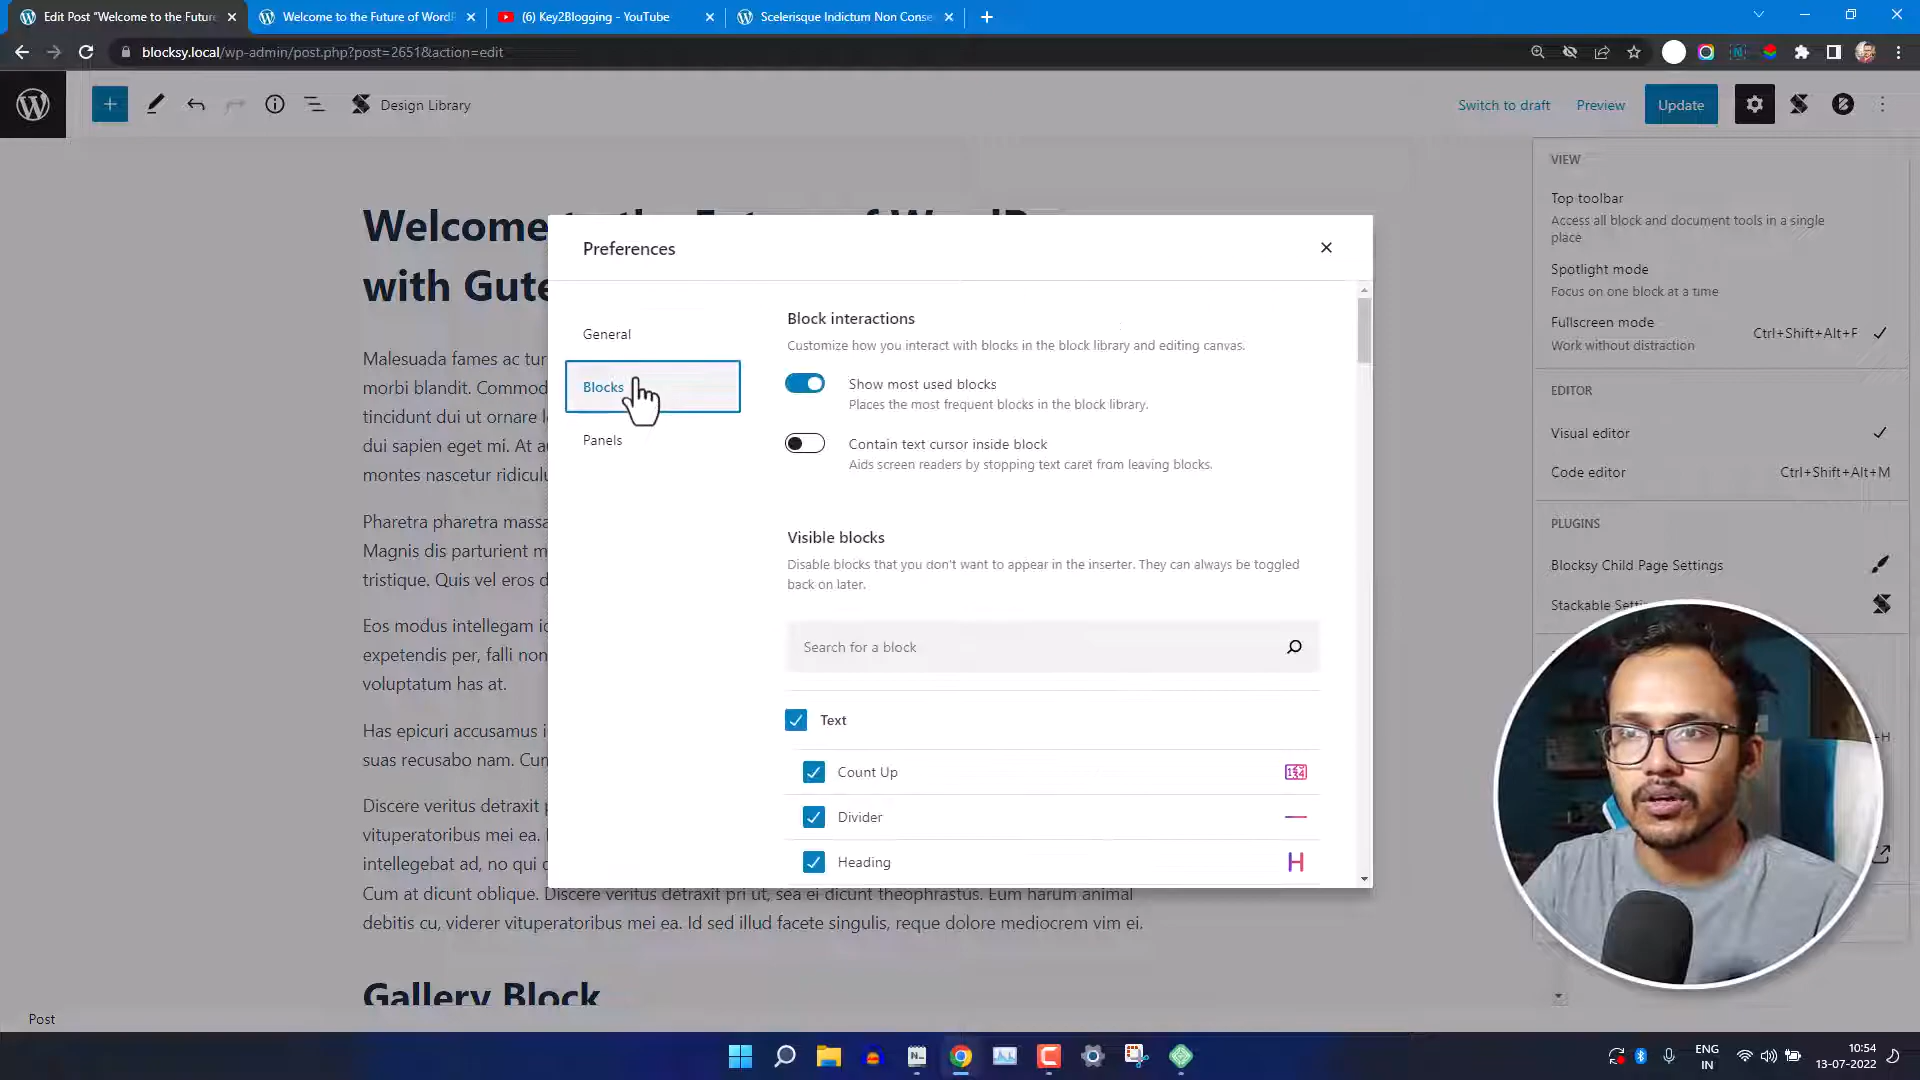 Edit Post "Welcome to the Future
Welcome to the Future of WordP
(6) Key2Blogging - YouTube
Scelerisque Indictum Non Conse
blocksy.local/wp-admin/post.php?post=2651&action=edit
Design Library
Switch to draft
Preview
Update
Welcome to the Future of WordP
with Gute
Malesuada fames ac tur
morbi blandit. Commod
tincidunt dui ut ornare l
dui sapien eget mi. At a
montes nascetur ridicul
Pharetra pharetra massa
Magnis dis parturient m
tristique. Quis vel eros d
Eos modus intellegam i
expetendis per, falli non
voluptatum has at.
Has epicuri accusamus i
suas recusabo nam. Cum
Discere veritus detraxit p
vituperatoribus mei ea.
intellegebat ad, no qui c
Cum at dicunt oblique. Discere veritus detraxit pri ut, sea ei dicunt theophrastus. Eum harum animal
debitis cu, viderer vituperatoribus mei ea. Id sed illud facete singulis, reque dolore mediocrem vim ei.
Gallery Block
Post
Preferences
General
Blocks
Panels
Block interactions
Customize how you interact with blocks in the block library and editing canvas.
Show most used blocks
Places the most frequent blocks in the block library.
Contain text cursor inside block
Aids screen readers by stopping text caret from leaving blocks.
Visible blocks
Disable blocks that you don't want to appear in the inserter. They can always be toggled
back on later.
Search for a block
Text
Count Up
1234
Divider
Heading
H
VIEW
Top toolbar
Access all block and document tools in a single
place
Spotlight mode
Focus on one block at a time
Fullscreen mode
Ctrl+Shift+Alt+F
Work without distraction
EDITOR
Visual editor
Code editor
Ctrl+Shift+Alt+M
PLUGINS
Blocksy Child Page Settings
Stackable
ENG
IN
10:54
13-07-2022